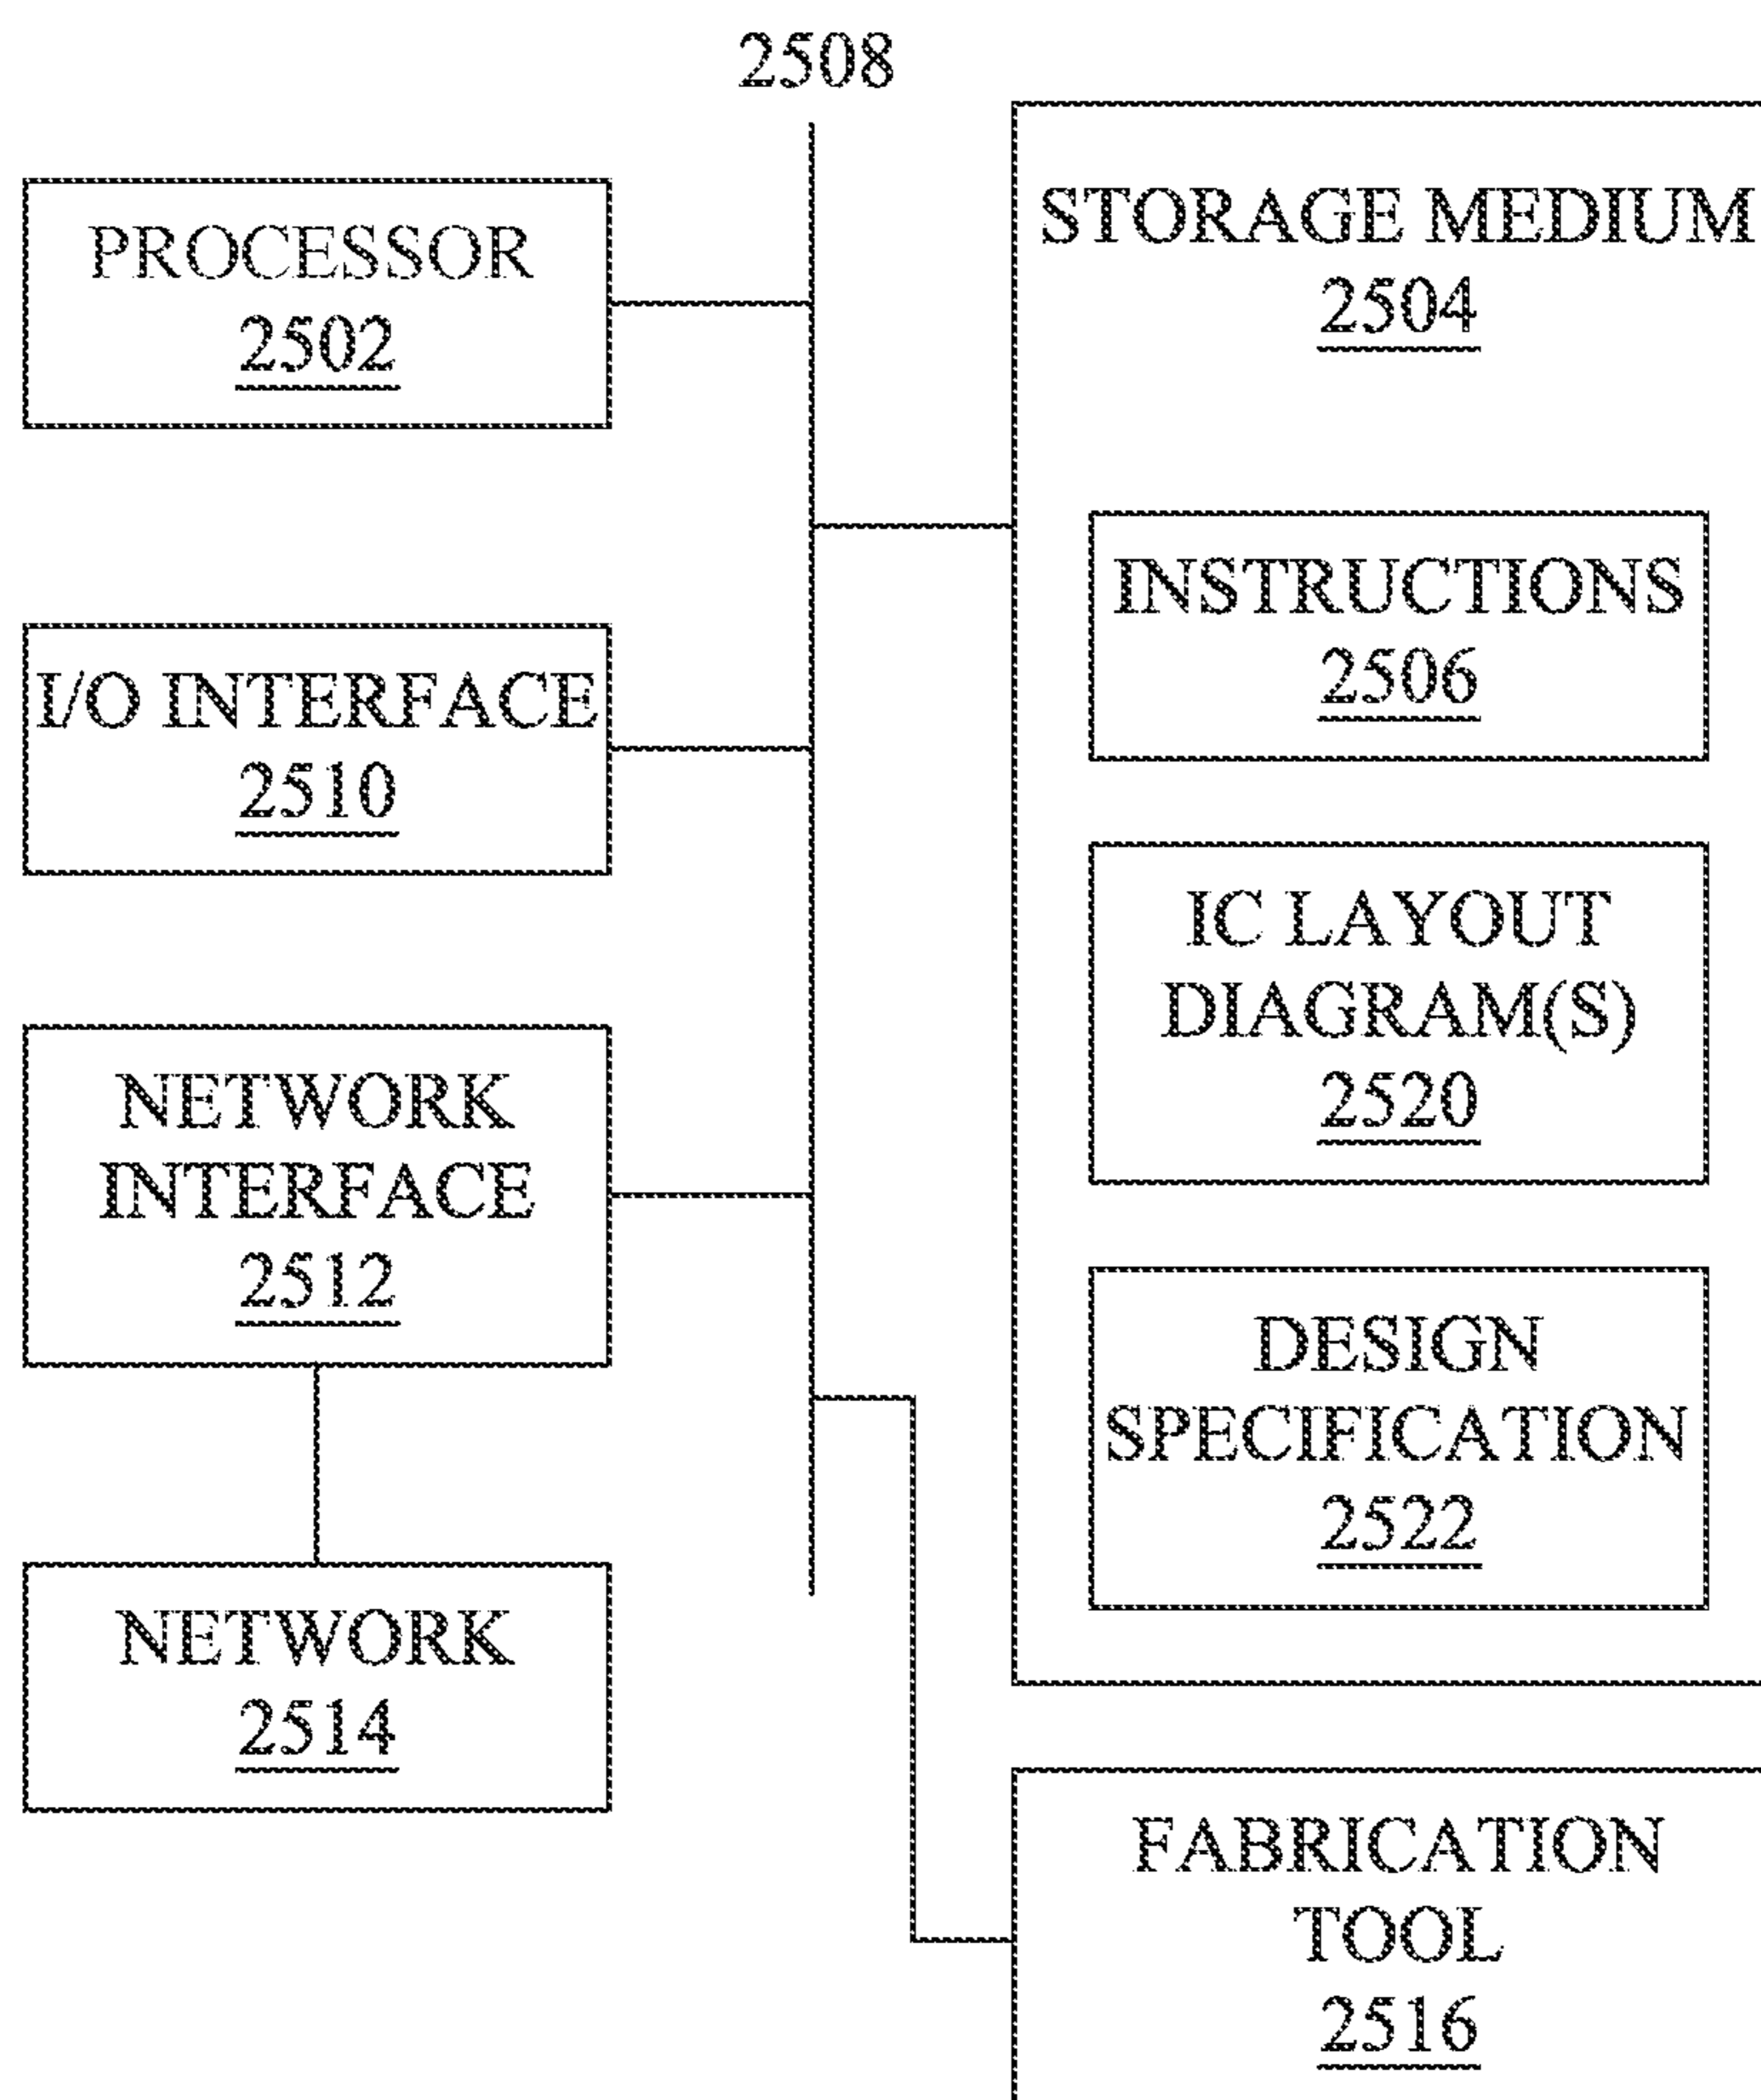 2508
PROCESSOR
2502
I/O INTERFACE
2510
NETWORK
INTERFACE
2512
NETWORK
2514
STORAGE MEDIUM
2504
INSTRUCTIONS
2506
IC LAYOUT
DIAGRAM(S)
2520
DESIGN
SPECIFICATION
2522
FABRICATION
TOOL
2516